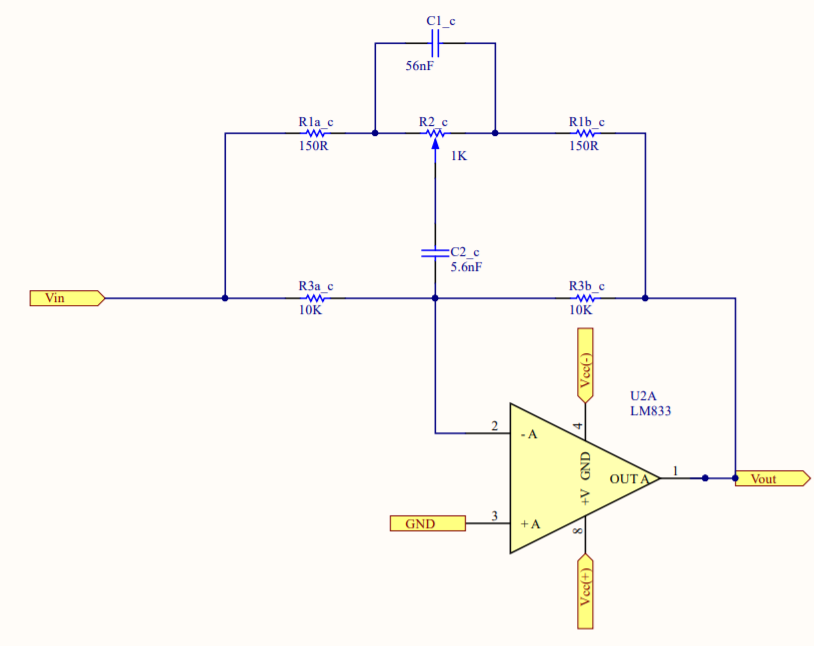 C1_c
56nF
R1a_c
150R
R2_c
1K
R1b_c
150R
C2_c
5.6nF
Vin
R3a_c
10K
R3b_c
10K
Vcc(-)
U2A
LM833
2
- A
4
GND
OUT A
1
Vout
+V
GND
3
+ A
8
Vcc(+)